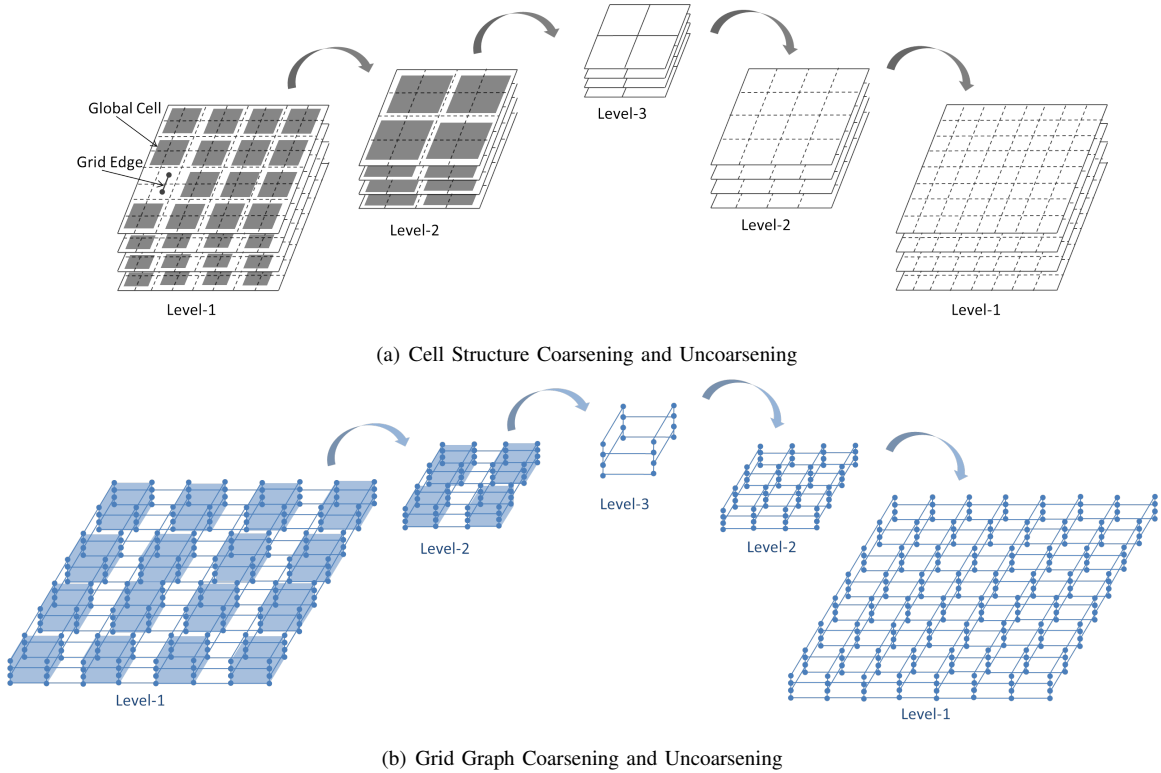 Global Cell
Grid Edge
Level-1
Level-2
Level-3
Level-2
Level-1
(a) Cell Structure Coarsening and Uncoarsening
Level-1
Level-2
Level-3
Level-2
Level-1
(b) Grid Graph Coarsening and Uncoarsening